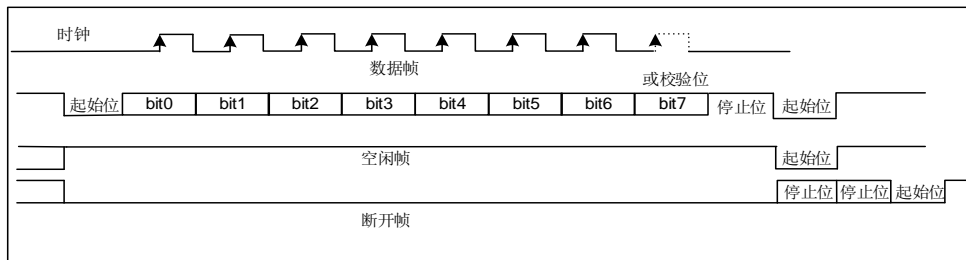 时钟
数据帧
或校验位
起始位 bit0 bit1 bit2 bit3 bit4 bit5 bit6 bit7 停止位 起始位
空闲帧 起始位
停止位 停止位 起始位
断开帧